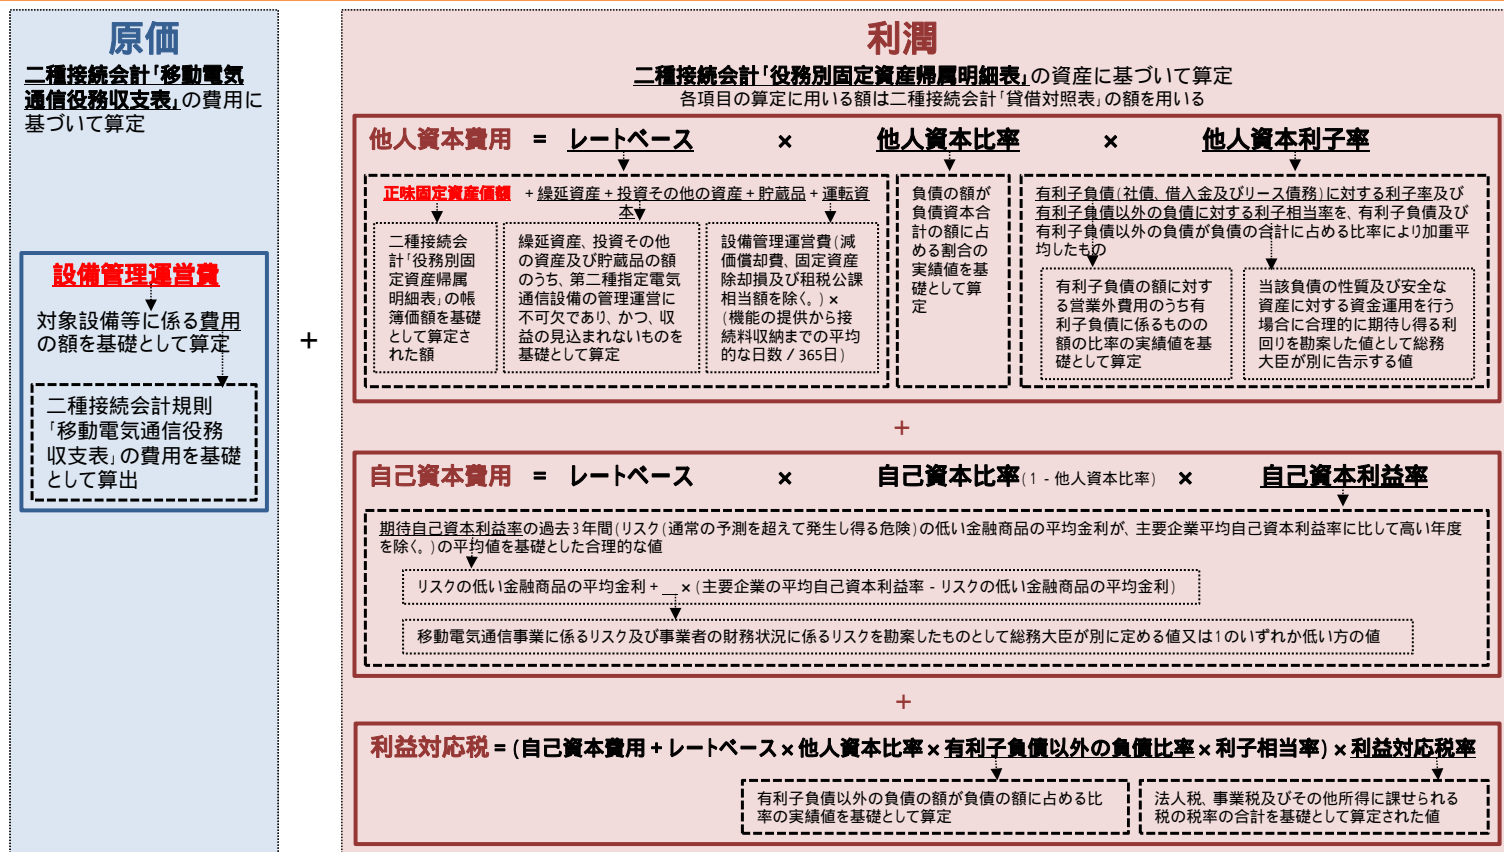 原価
二種接続会計「移動電気
通信役務収支表」の費用に
基づいて算定
設備管理運営費
対象設備等に係る費用
の額を基礎として算定
二種接続会計規則
「移動電気通信役務
収支表」の費用を基礎
として算出
+
利潤
二種接続会計「役務別固定資産帰属明細表」の資産に基づいて算定
各項目の算定に用いる額は二種接続会計「貸借対照表」の額を用いる
他人資本費用 = レートベース × 他人資本比率 × 他人資本利子率
正味固定資産価額 + 繰延資産 + 投資その他の資産 + 貯蔵品 + 運転資
本
二種接続会
計「役務別固
定資産帰属
明細表」の帳
簿価額を基礎
として算定さ
れた額
繰延資産、投資その他
の資産及び貯蔵品の額
のうち、第二種指定電気
通信設備の管理運営に
不可欠であり、かつ、収
益の見込まれないものを
基礎として算定
設備管理運営費(減
価償却費、固定資産
除却損及び租税公課
相当額を除く。) ×
(機能の提供から接
続料収納までの平均
的な日数 / 365日)
負債の額が
負債資本合
計の額に占
める割合の
実績値を基
礎として算
定
有利子負債(社債、借入金及びリース債務)に対する利子率及び
有利子負債以外の負債に対する利子相当率を、有利子負債及び
有利子負債以外の負債が負債の合計に占める比率により加重平
均したもの
有利子負債の額に対す
る営業外費用のうち有
利子負債に係るものの
額の比率の実績値を基
礎として算定
当該負債の性質及び安全な
資産に対する資金運用を行う
場合に合理的に期待し得る利
回りを勘案した値として総務
大臣が別に告示する値
+
自己資本費用 = レートベース × 自己資本比率(1 - 他人資本比率) × 自己資本利益率
期待自己資本利益率の過去3年間(リスク(通常の予測を超えて発生し得る危険)の低い金融商品の平均金利が、主要企業平均自己資本利益率に比して高い年度
を除く。)の平均値を基礎とした合理的な値
リスクの低い金融商品の平均金利 + × (主要企業の平均自己資本利益率 - リスクの低い金融商品の平均金利)
移動電気通信事業に係るリスク及び事業者の財務状況に係るリスクを勘案したものとして総務大臣が別に定める値又は1のいずれか低い方の値
+
利益対応税 = (自己資本費用 + レートベース × 他人資本比率 × 有利子負債以外の負債比率 × 利子相当率) × 利益対応税率
有利子負債以外の負債の額が負債の額に占める比
率の実績値を基礎として算定
法人税、事業税及びその他所得に課せられる
税の税率の合計を基礎として算定された値